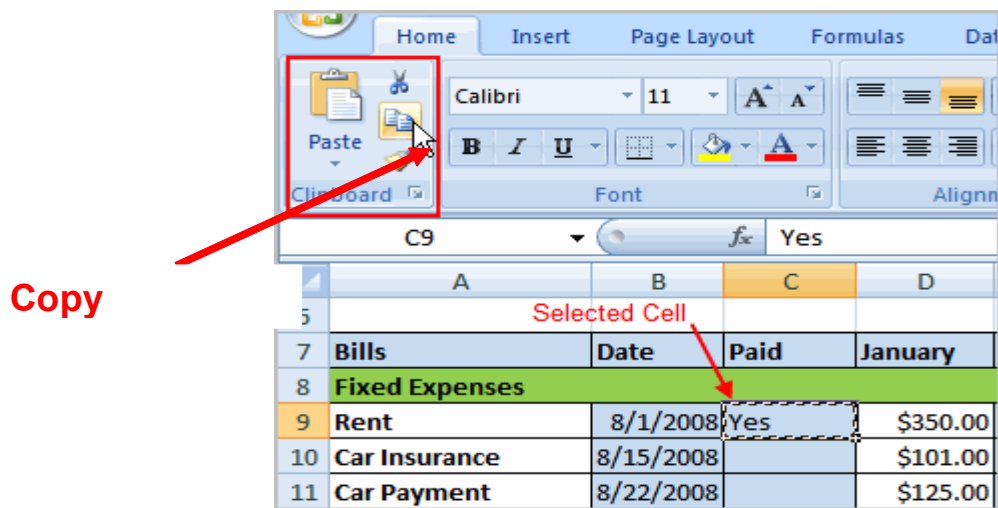 Home Insert Page Layout Formulas Dat
Calibri 11 A A
Paste B I U A
Clipboard Font Alignm
C9 fx Yes
Copy
A B C D
Selected Cell
7 Bills Date Paid January
8 Fixed Expenses
9 Rent 8/1/2008 Yes $350.00
10 Car Insurance 8/15/2008 $101.00
11 Car Payment 8/22/2008 $125.00